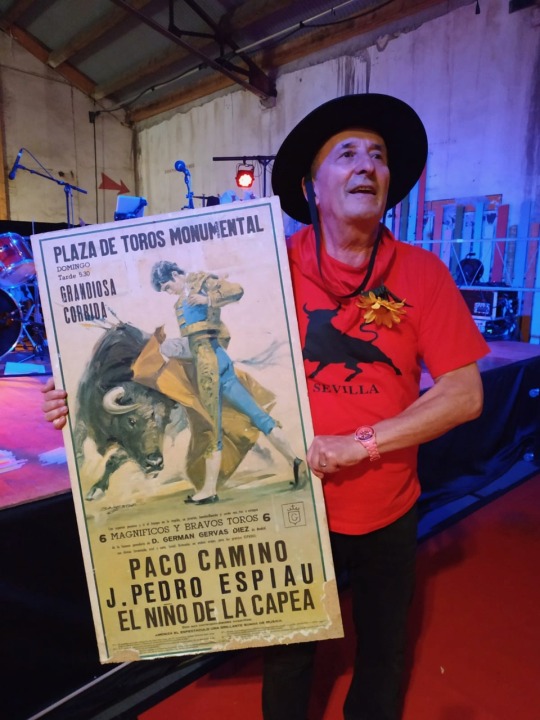 PLAZA DE TOROS MONUMENTAL
DOMINGO
Tarde 5.30
GRANDIOSA
CORRIDA
6 MAGNIFICOS Y BRAVOS TOROS 6
D. GERMAN GERVAS DIEZ
PACO CAMINO
J. PEDRO ESPIAU
EL NIÑO DE LA CAPEA
SEVILLA